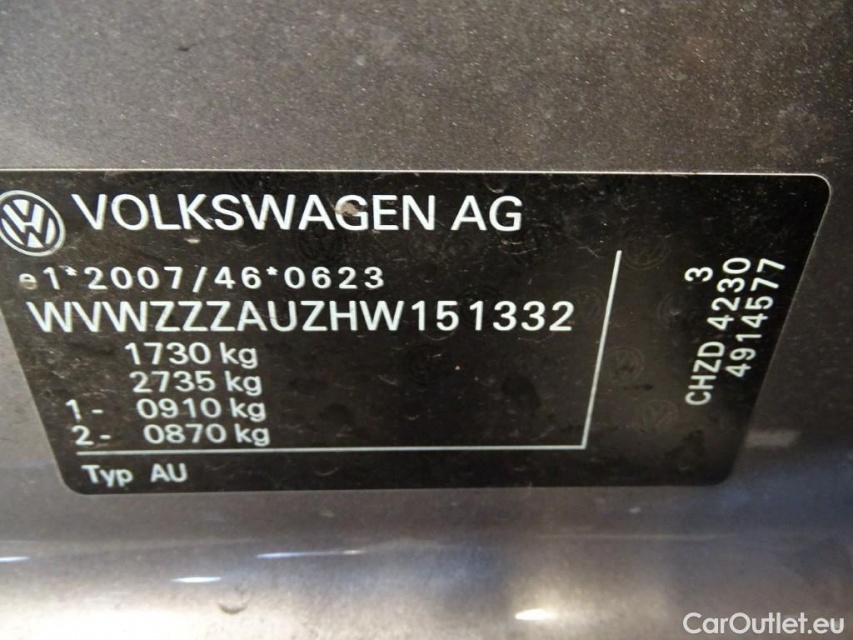 VOLKSWAGEN AG
e1*2007/46*0623
WVWZZZAUZHW151332
1730 kg
2735 kg
1- 0910 kg
2- 0870 kg
Typ AU
3
CHZD 4230
4914577
CarOutlet.eu